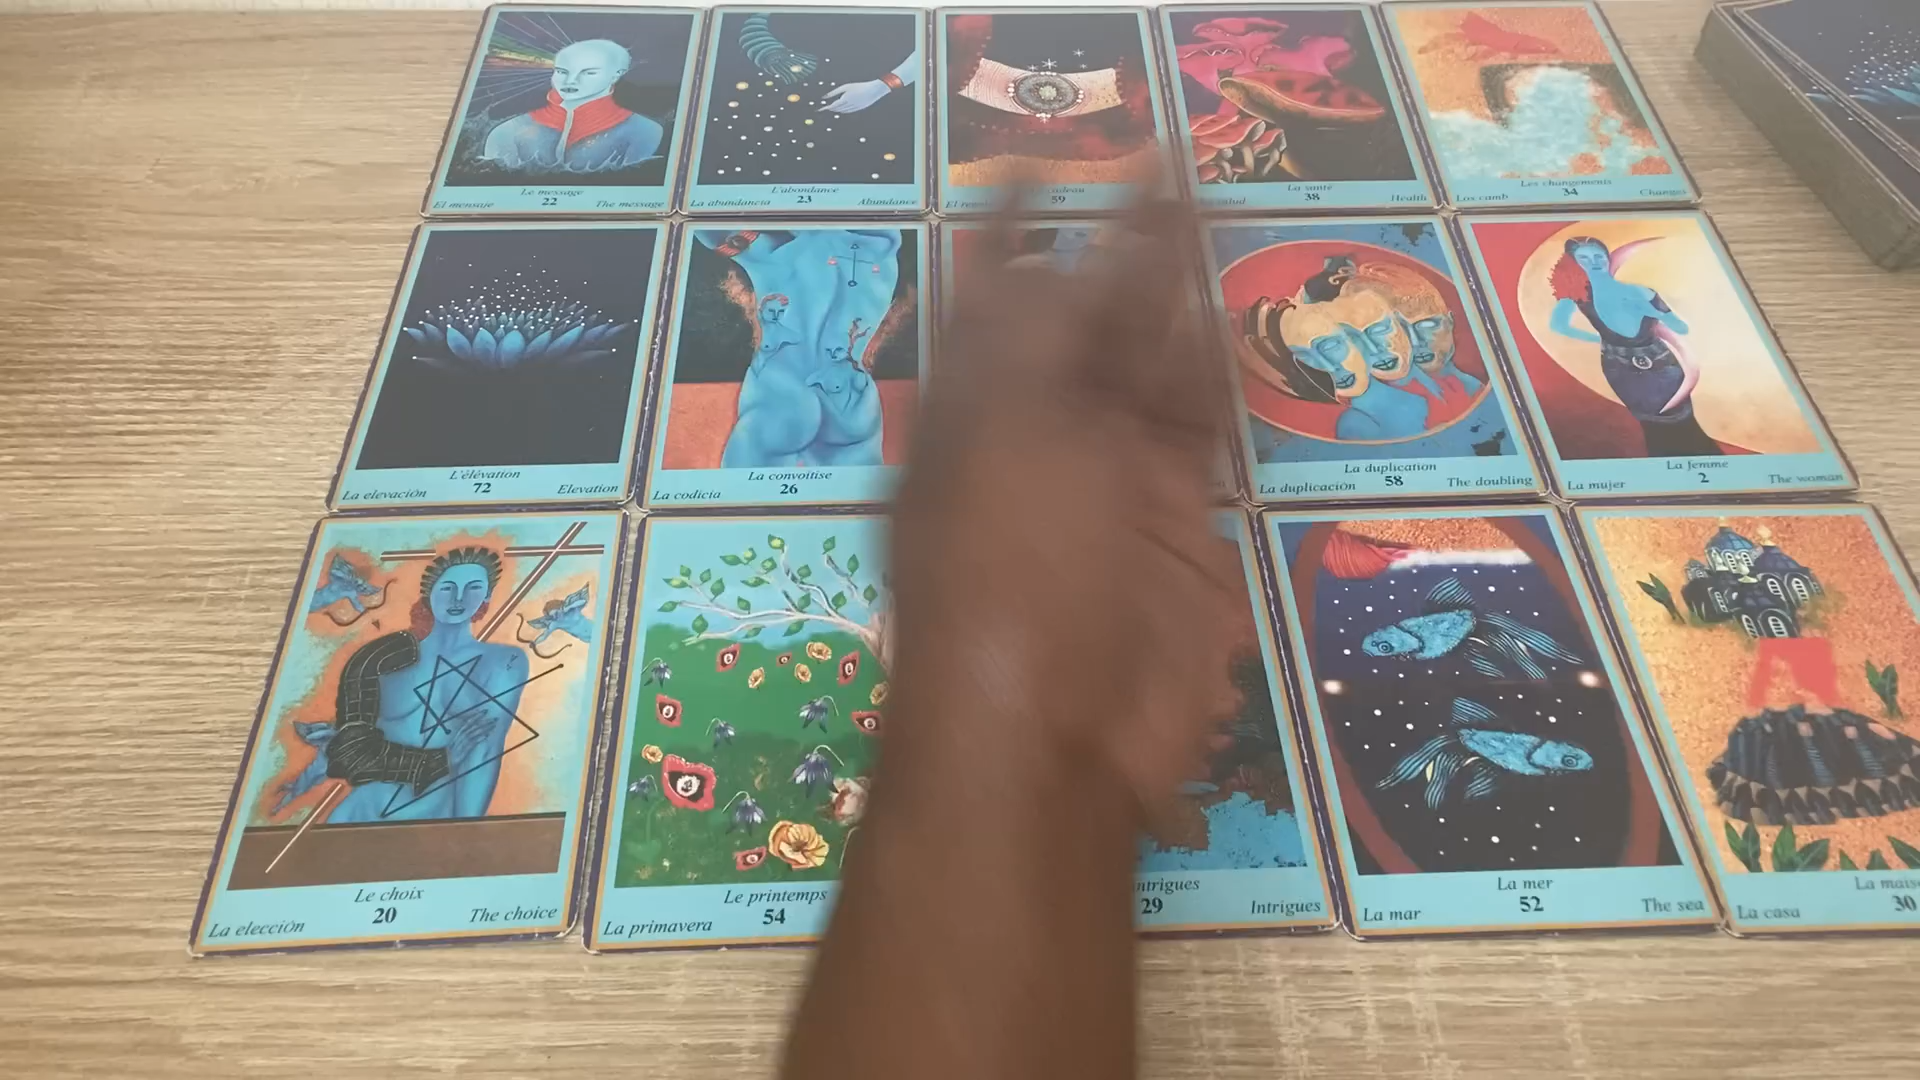 Le message
El mensaje 22 The message
L'abondance
La abundancia 23 Abundance
59
La santé
38 Health
Les changements
Los camb 34 Changes
L'élévation
La elevación 72 Elevation
La convoitise
La codicia 26
La duplication
La duplicación 58 The doubling
La femme
La mujer 2 The woman
Le choix
La elección 20 The choice
Le printemps
La primavera 54
29 Intrigues
La mer
La mar 52 The sea
La casa 30